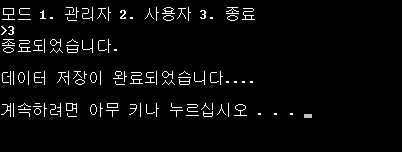 모드 1. 관리자 2. 사용자 3. 종료
>3
종료되었습니다.
데이터 저장이 완료되었습니다....
계속하려면 아무 키나 누르십시오 . . . _